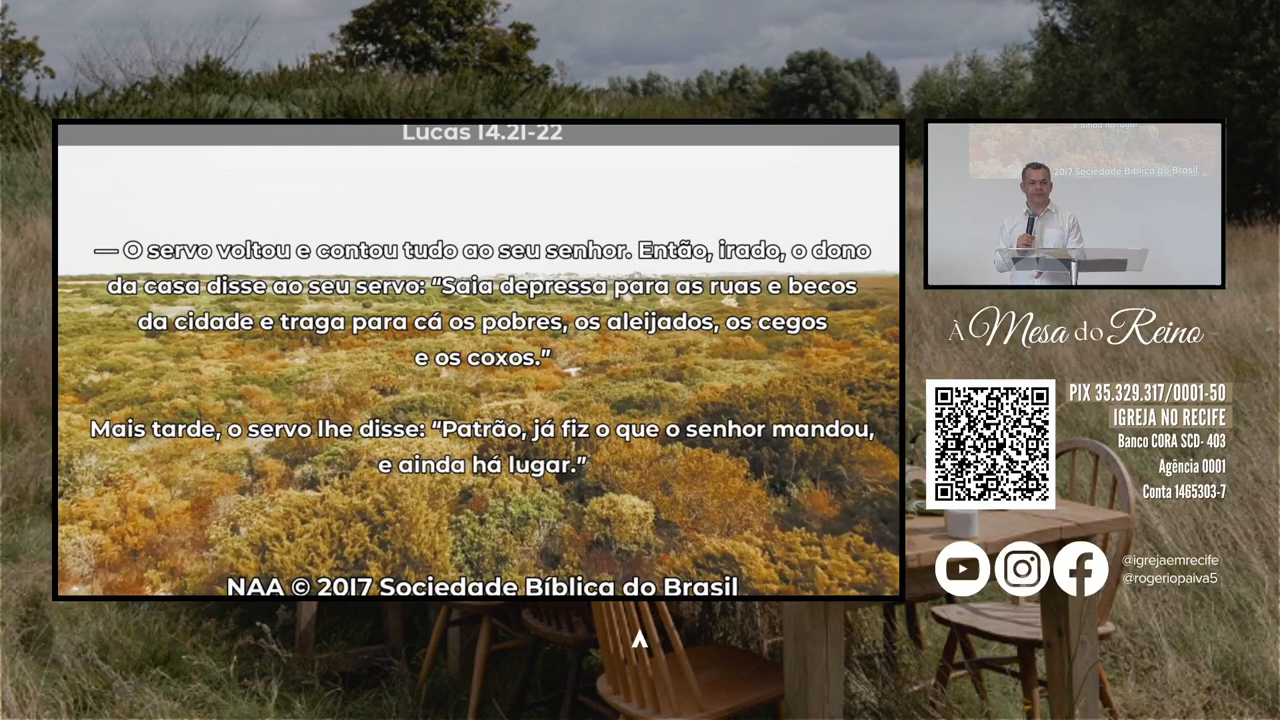 Lucas 14.21-22
— O servo voltou e contou tudo ao seu senhor. Então, irado, o dono
da casa disse ao seu servo: “Saia depressa para as ruas e becos
da cidade e traga para cá os pobres, os aleijados, os cegos
e os coxos.”
Mais tarde, o servo lhe disse: “Patrão, já fiz o que o senhor mandou,
e ainda há lugar.”
NAA © 2017 Sociedade Bíblica do Brasil
e ainda há lugar
2017 Sociedade Bíblica do Brasil
À Mesa do Reino
PIX 35.329.317/0001-50
IGREJA NO RECIFE
Banco CORA SCD- 403
Agência 0001
Conta 1465303-7
@igrejaemrecife
@rogeriopaiva5